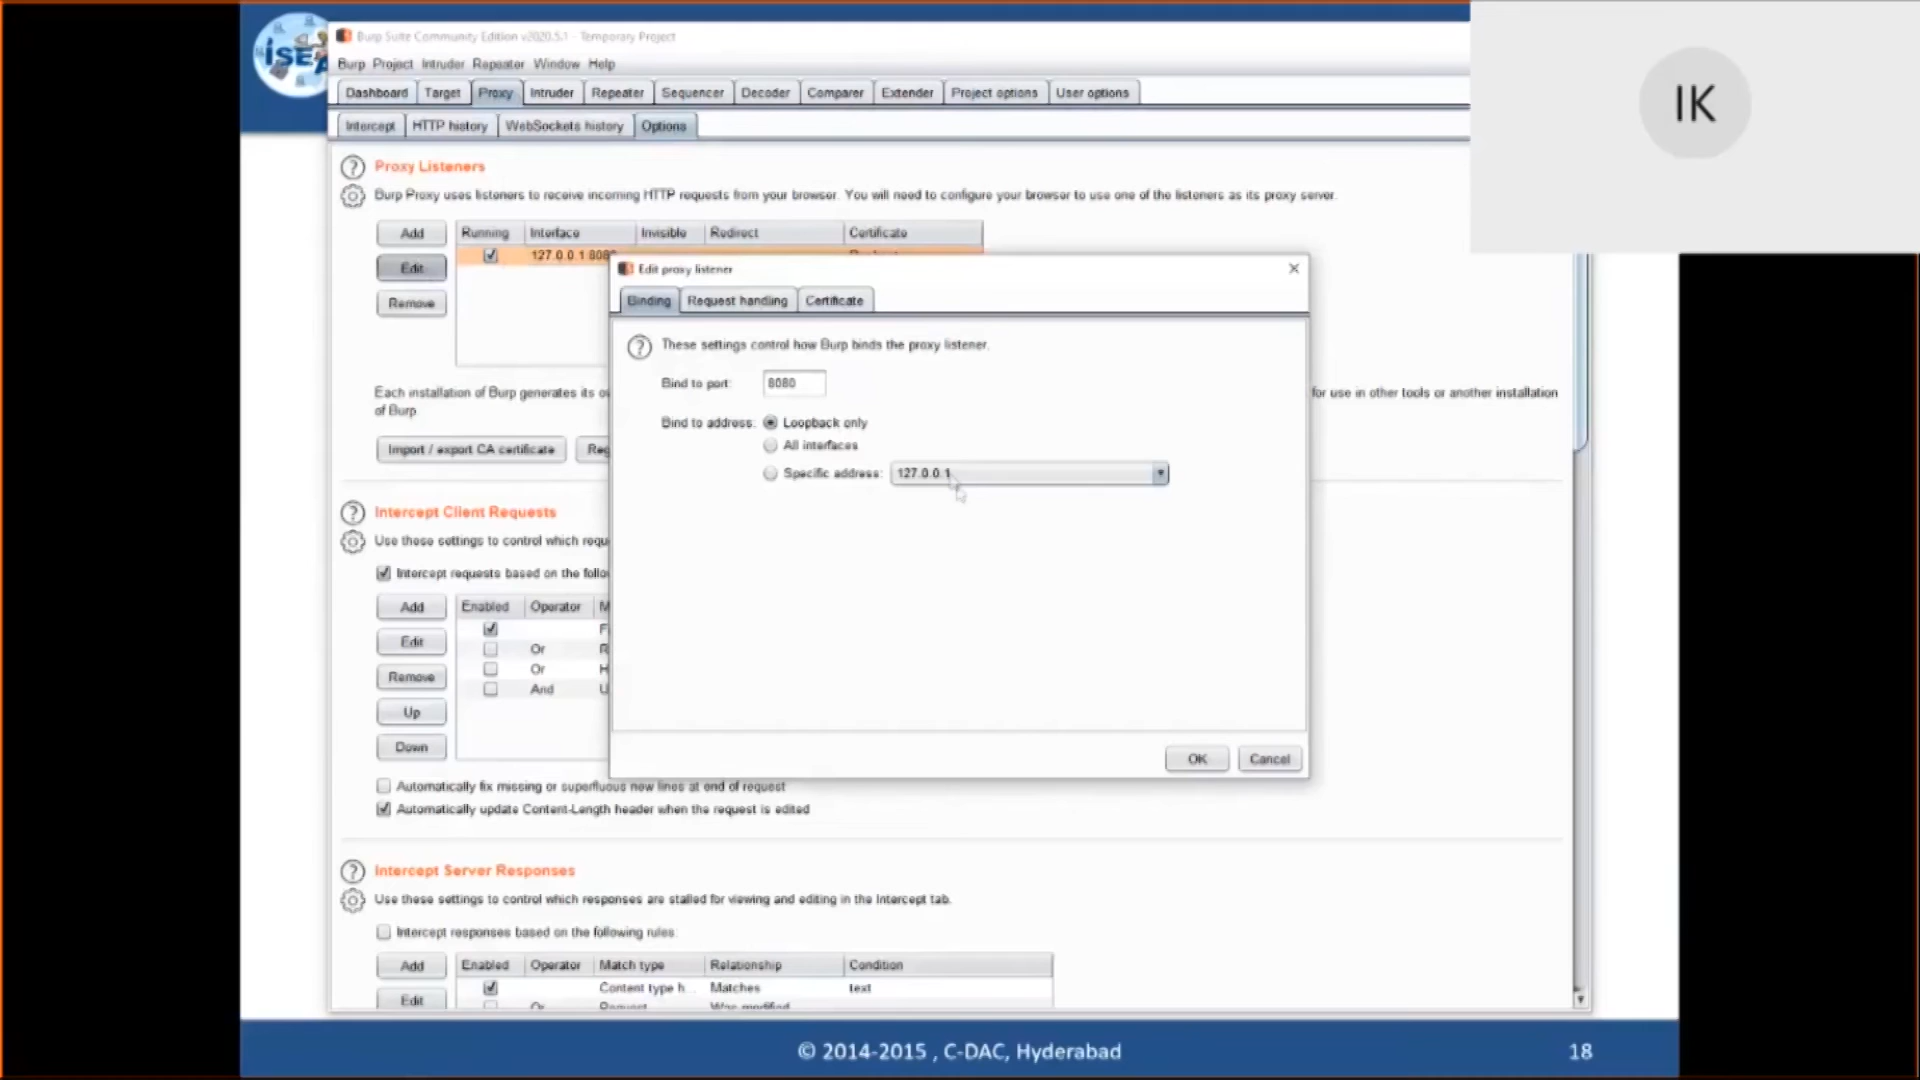 iSEA
Burp Suite Community Edition v2020.5.1 - Temporary Project
Burp Project Intruder Repeater Window Help
Dashboard Target Proxy Intruder Repeater Sequencer Decoder Comparer Extender Project options User options
Intercept HTTP history WebSockets history Options
IK
Proxy Listeners
Burp Proxy uses listeners to receive incoming HTTP requests from your browser. You will need to configure your browser to use one of the listeners as its proxy server.
Add Running Interface Invisible Redirect Certificate
127.0.0.1:808
Edit
Remove
Edit proxy listener
Binding Request handling Certificate
These settings control how Burp binds the proxy listener.
Bind to port: 8080
Bind to address: Loopback only
All interfaces
Specific address: 127.0.0.1
OK Cancel
Each installation of Burp generates its o
for use in other tools or another installation
of Burp
Import / export CA certificate Reg
Intercept Client Requests
Use these settings to control which requ
Intercept requests based on the follo
Add Enabled Operator M
Edit
Or R
Or H
Remove And U
Up
Down
Automatically fix missing or superfluous new lines at end of request
Automatically update Content-Length header when the request is edited
Intercept Server Responses
Use these settings to control which responses are stalled for viewing and editing in the Intercept tab.
Intercept responses based on the following rules:
Add Enabled Operator Match type Relationship Condition
Content type h... Matches text
Edit Or Request Was modified
© 2014-2015 , C-DAC, Hyderabad
18